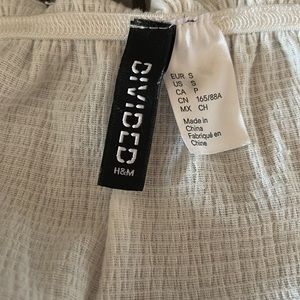 DIVIDED
H&M
EUR S
US S
CA P
CN 165/88A
MX CH
Made in
China
Fabriqué en
Chine